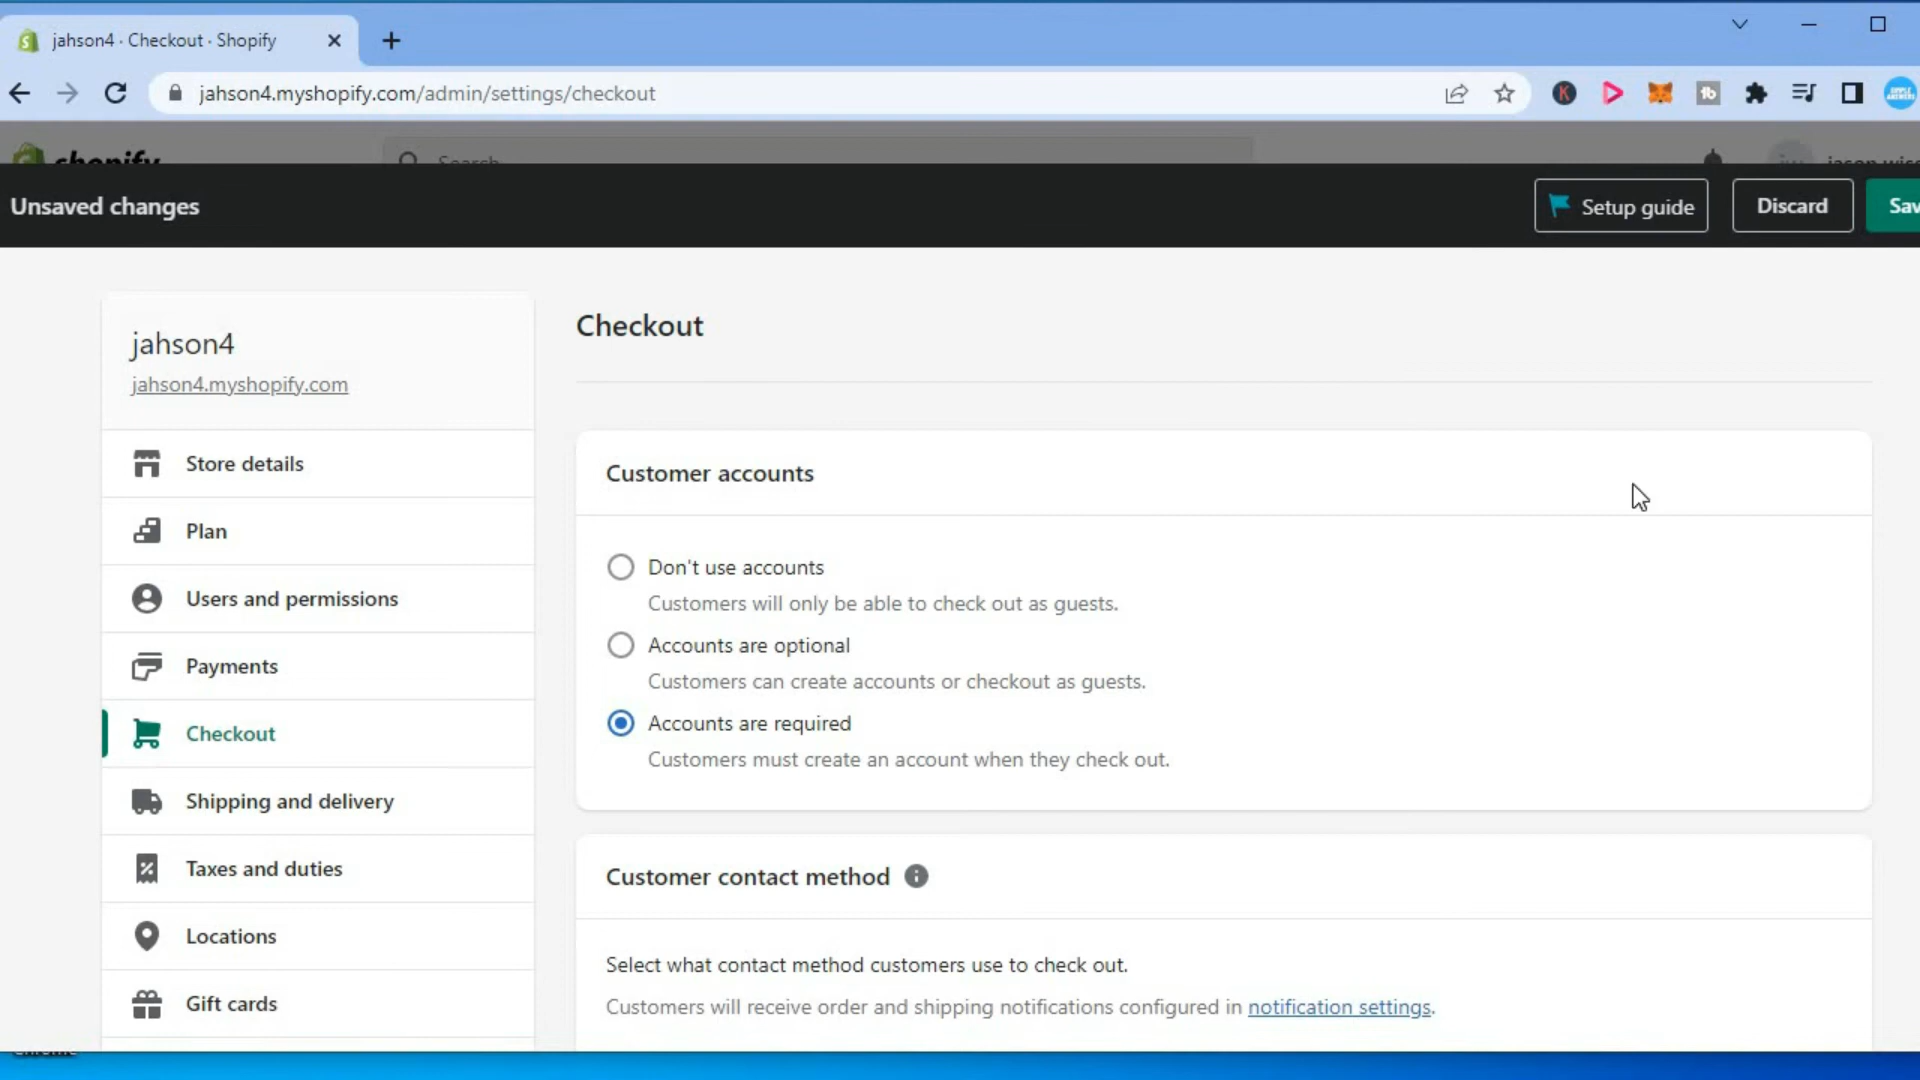 jahson4 · Checkout · Shopify
jahson4.myshopify.com/admin/settings/checkout
shopify
Search
Unsaved changes
Setup guide
Discard
Sav
jahson4
jahson4.myshopify.com
Store details
Plan
Users and permissions
Payments
Checkout
Shipping and delivery
Taxes and duties
Locations
Gift cards
Checkout
Customer accounts
Don't use accounts
Customers will only be able to check out as guests.
Accounts are optional
Customers can create accounts or checkout as guests.
Accounts are required
Customers must create an account when they check out.
Customer contact method
Select what contact method customers use to check out.
Customers will receive order and shipping notifications configured in notification settings.
Chrome